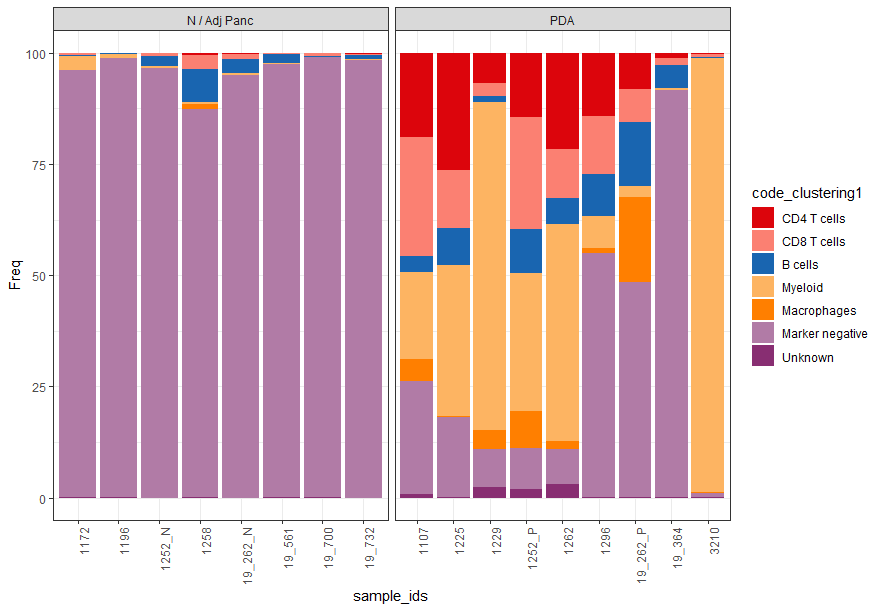 N / Adj Panc
PDA
100
75
50
25
0
Freq
1172
1196
1252_N
1258
19_262_N
19_561
19_700
19_732
1107
1225
1229
1252_P
1262
1296
19_262_P
19_364
3210
sample_ids
code_clustering1
CD4 T cells
CD8 T cells
B cells
Myeloid
Macrophages
Marker negative
Unknown